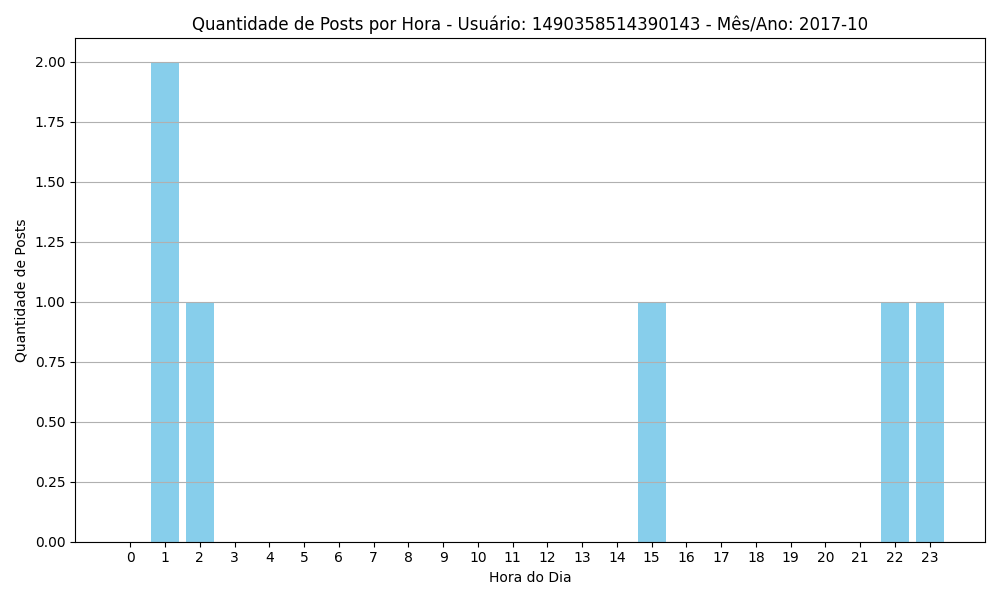 Quantidade de Posts por Hora - Usuário: 1490358514390143 - Mês/Ano: 2017-10
Quantidade de Posts
2.00
1.75
1.50
1.25
1.00
0.75
0.50
0.25
0.00
0 1 2 3 4 5 6 7 8 9 10 11 12 13 14 15 16 17 18 19 20 21 22 23
Hora do Dia